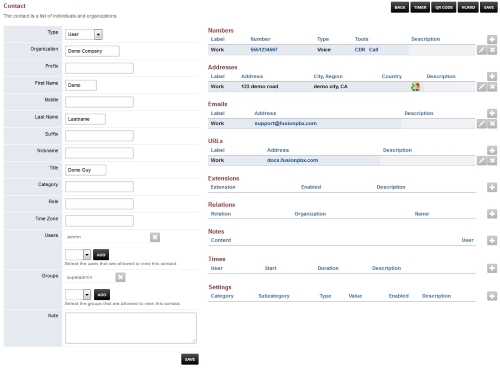 Contact
BACK TIMER QR CODE VCARD SAVE
The contact is a list of individuals and organizations.
Type User
Organization Demo Company
Prefix
First Name Demo
Middle
Last Name Lastname
Suffix
Nickname
Title Demo Guy
Category
Role
Time Zone
Users admin
ADD
Select the users that are allowed to view this contact.
Groups superadmin
ADD
Select the groups that are allowed to view this contact.
Note
SAVE
Numbers
Label Number Type Tools Description
Work 5551234567 Voice CDR Call
Addresses
Label Address City, Region Country Description
Work 123 demo road demo city, CA
Emails
Label Address Description
Work support@fusionpbx.com
URLs
Label Address Description
Work docs.fusionpbx.com
Extensions
Extension Enabled Description
Relations
Relation Organization Name
Notes
Content User
Times
User Start Duration Description
Settings
Category Subcategory Type Value Enabled Description